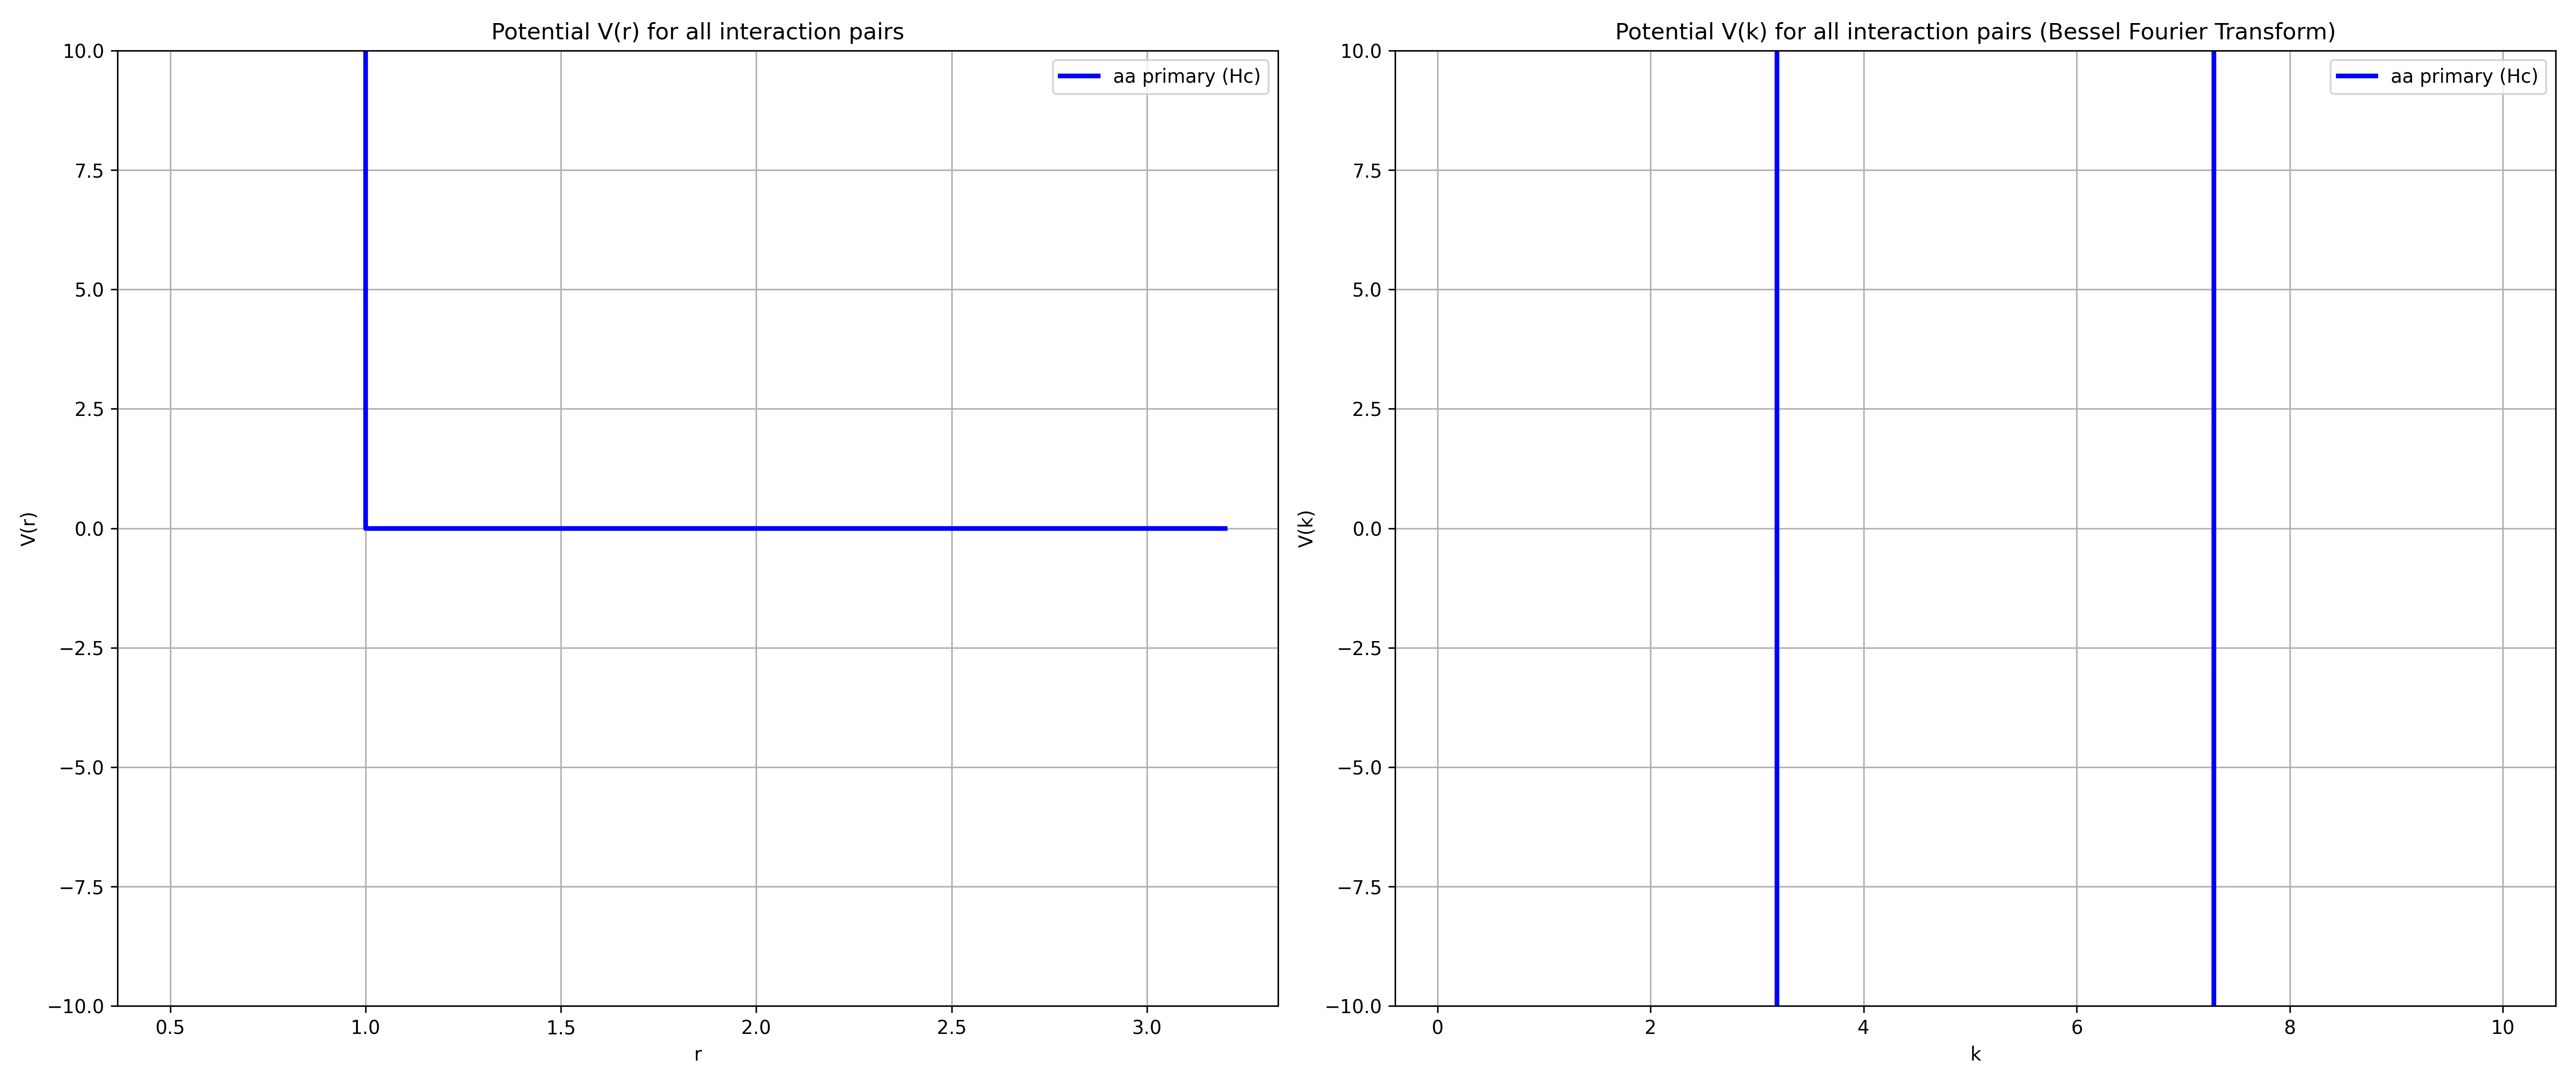 Potential V(r) for all interaction pairs
10.0
7.5
5.0
2.5
0.0
−2.5
−5.0
−7.5
−10.0
V(r)
aa primary (Hc)
0.5 1.0 1.5 2.0 2.5 3.0
r
Potential V(k) for all interaction pairs (Bessel Fourier Transform)
10.0
7.5
5.0
2.5
0.0
−2.5
−5.0
−7.5
−10.0
V(k)
aa primary (Hc)
0 2 4 6 8 10
k